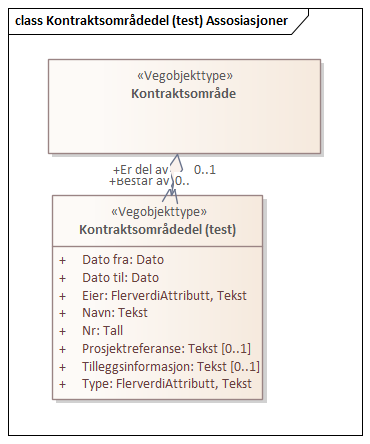 class Kontraktsområdedel (test) Assosiasjoner
«Vegobjekttype»
Kontraktsområde
+Er del av 0..1
+Består av 0..
«Vegobjekttype»
Kontraktsområdedel (test)
+ Dato fra: Dato
+ Dato til: Dato
+ Eier: FlerverdiAttributt, Tekst
+ Navn: Tekst
+ Nr: Tall
+ Prosjektreferanse: Tekst [0..1]
+ Tilleggsinformasjon: Tekst [0..1]
+ Type: FlerverdiAttributt, Tekst